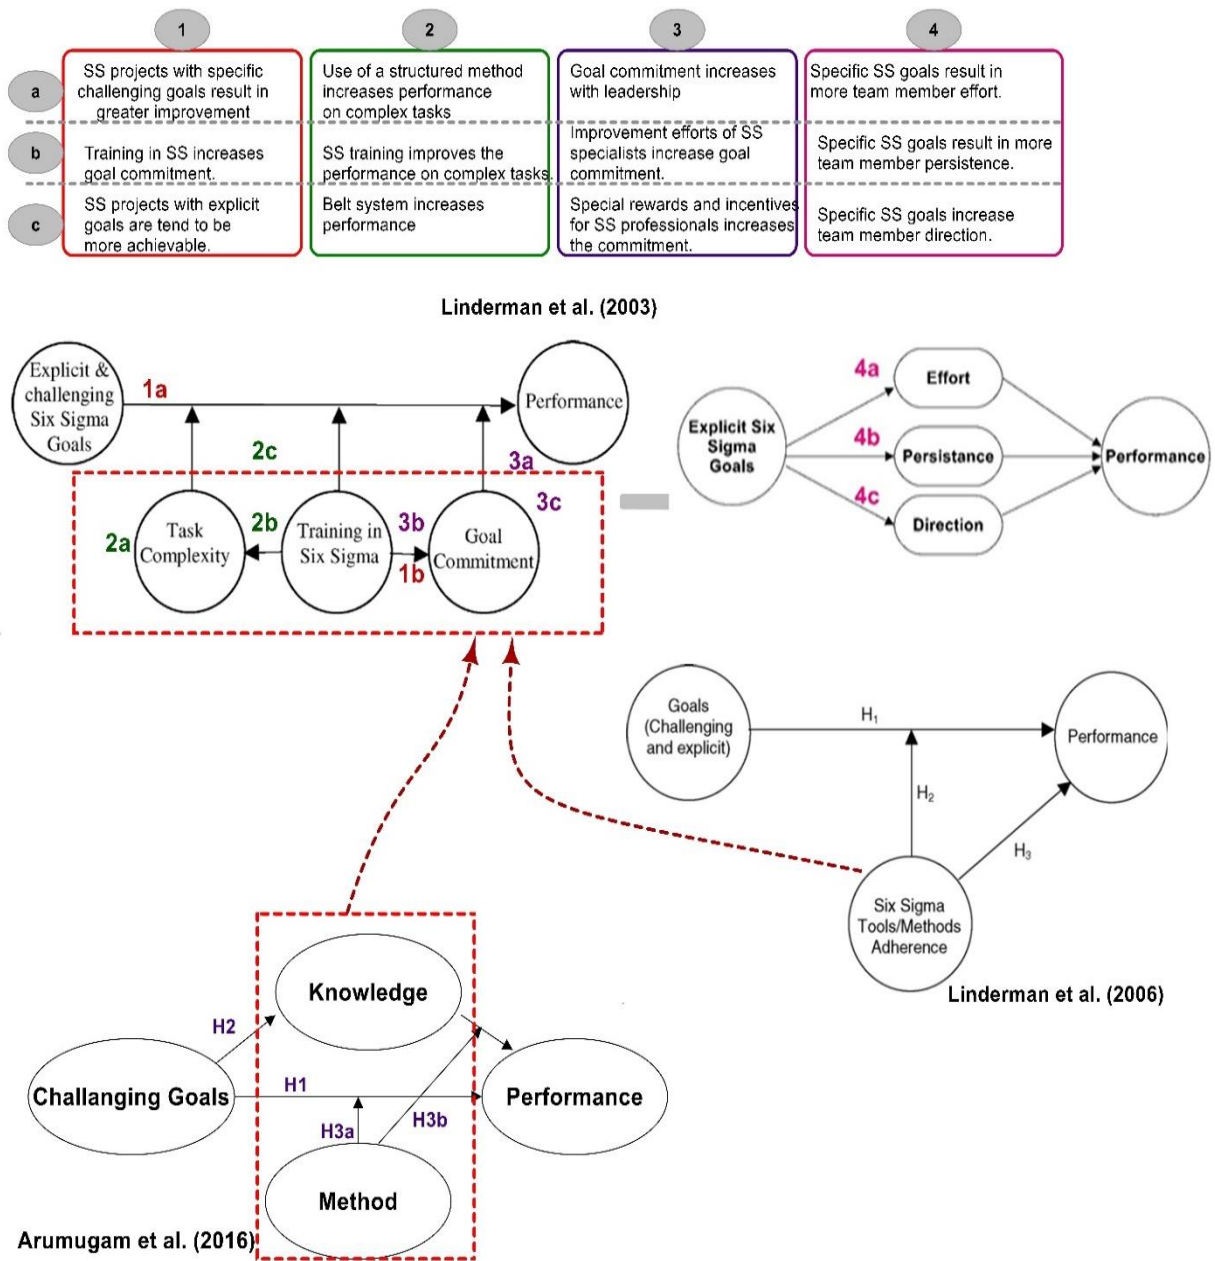 1
2
3
4
a
SS projects with specific
challenging goals result in
greater improvement
Use of a structured method
increases performance
on complex tasks
Goal commitment increases
with leadership
Specific SS goals result in
more team member effort.
b
Training in SS increases
goal commitment.
SS training improves the
performance on complex tasks.
Improvement efforts of SS
specialists increase goal
commitment.
Specific SS goals result in more
team member persistence.
c
SS projects with explicit
goals are tend to be
more achievable.
Belt system increases
performance
Special rewards and incentives
for SS professionals increases
the commitment.
Specific SS goals increase
team member direction.
Linderman et al. (2003)
Explicit &
challenging
Six Sigma
Goals
1a
Performance
2c
3a
3c
2a
Task
Complexity
2b
Training in
Six Sigma
3b
1b
Goal
Commitment
Explicit Six
Sigma
Goals
4a
Effort
4b
Persistance
4c
Direction
Performance
Goals
(Challenging
and explicit)
H₁
Performance
H₂
H₃
Six Sigma
Tools/Methods
Adherence
Linderman et al. (2006)
Knowledge
H2
Challanging Goals
H1
Performance
H3a
H3b
Method
Arumugam et al. (2016)